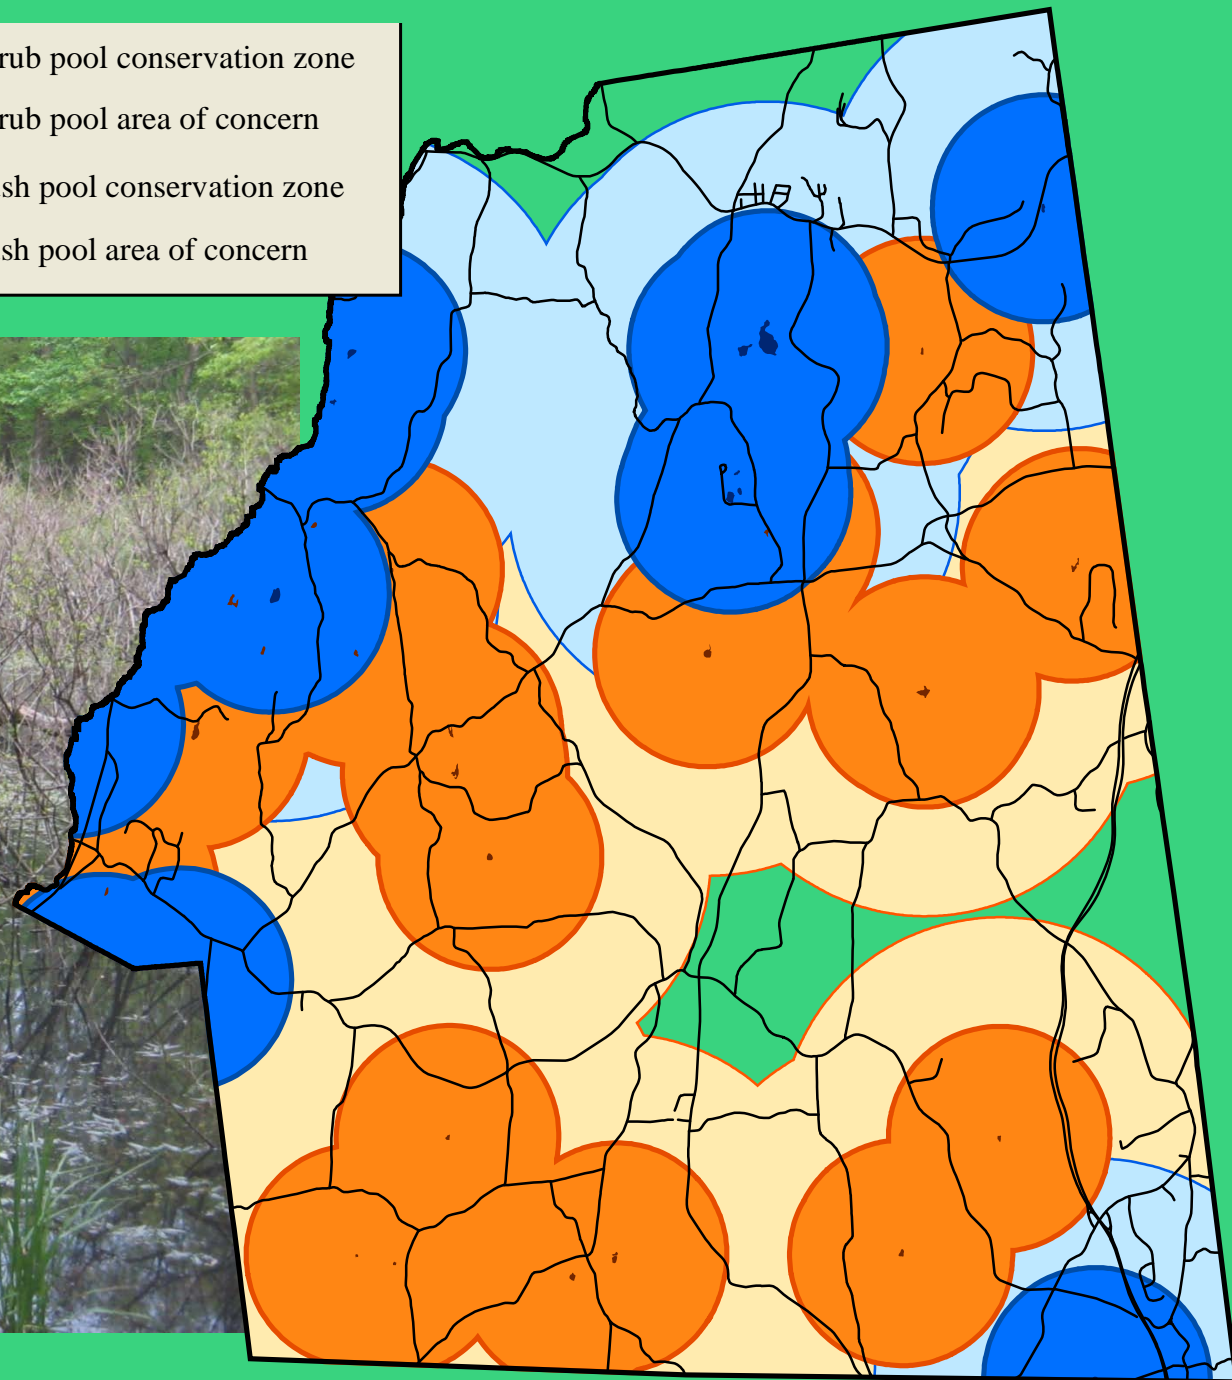 rub pool conservation zone
rub pool area of concern
sh pool conservation zone
sh pool area of concern